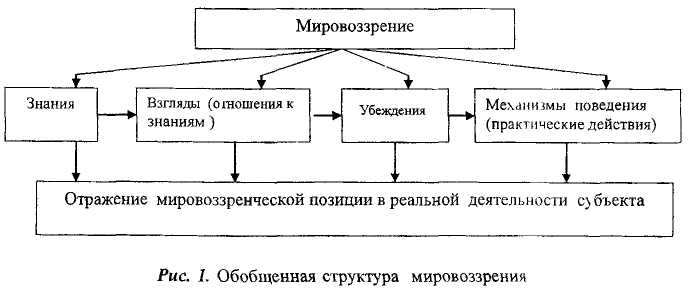 Мировоззрение
Знания
Взгляды (отношения к
знаниям )
Убеждения
Механизмы поведения
(практические действия)
Отражение мировоззренческой позиции в реальной деятельности субъекта
Рис. 1. Обобщенная структура мировоззрения